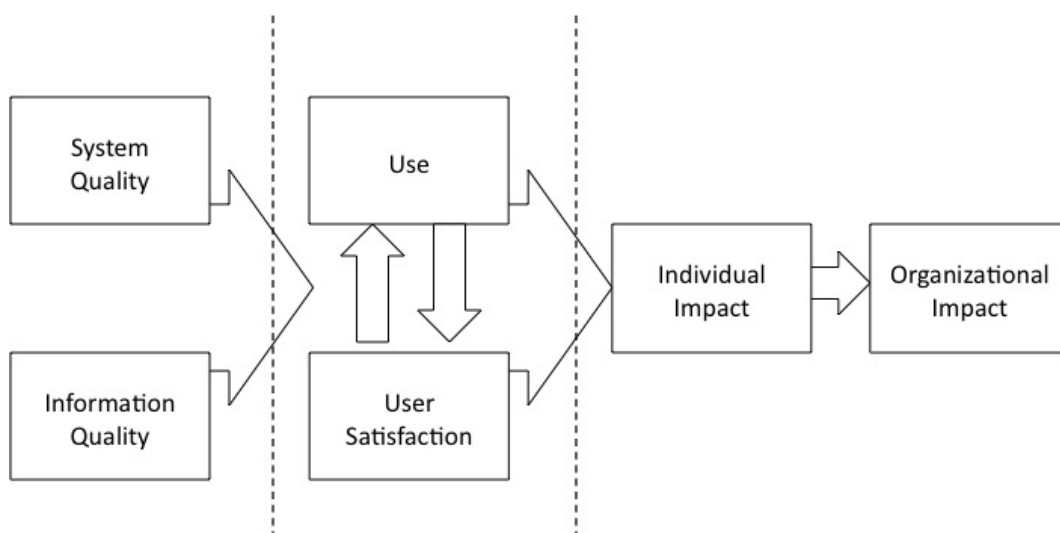 System
Quality
Information
Quality
Use
User
Satisfaction
Individual
Impact
Organizational
Impact